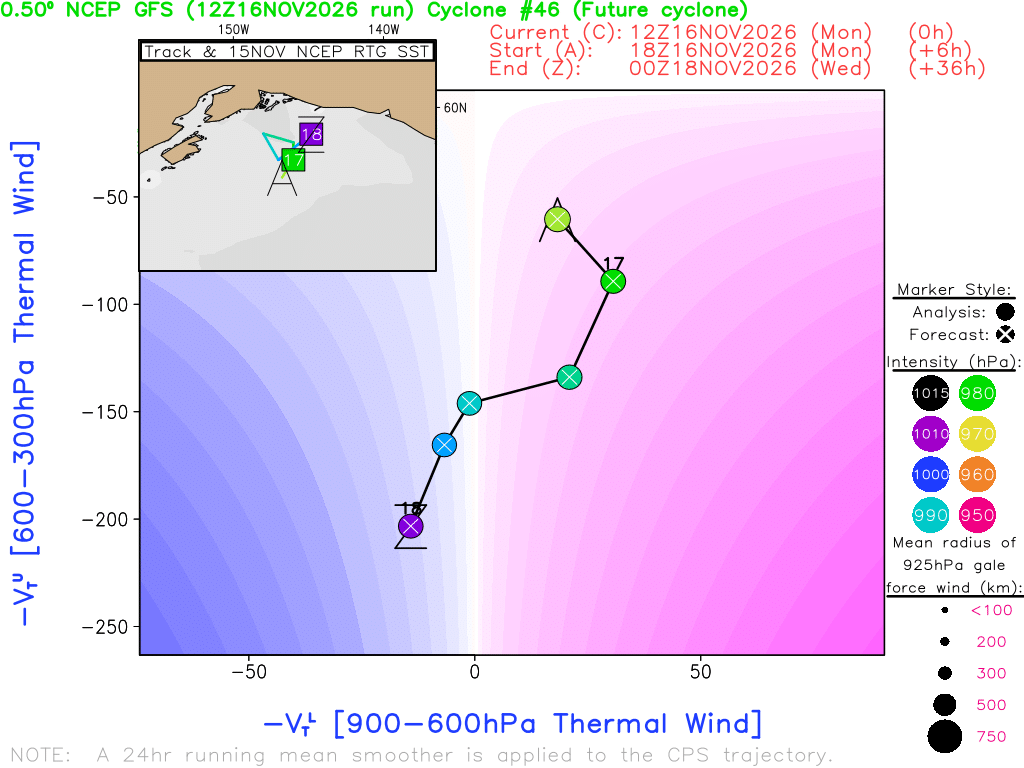 0.50° NCEP GFS (12Z16NOV2026 run) Cyclone #46 (Future cyclone)
Current (C): 12Z16NOV2026 (Mon) (0h)
Start (A): 18Z16NOV2026 (Mon) (+6h)
End (Z): 00Z18NOV2026 (Wed) (+36h)
150W 140W
Track & 15NOV NCEP RTG SST
60N
18
17
A
Z
−50
−100
−150
−200
−250
−50 0 50
A
17
18
Z
−VTU [600−300hPa Thermal Wind]
−VTL [900−600hPa Thermal Wind]
Marker Style:
Analysis:
Forecast:
Intensity (hPa):
1015 980
1010 970
1000 960
990 950
Mean radius of
925hPa gale
force wind (km):
<100
200
300
500
750
NOTE: A 24hr running mean smoother is applied to the CPS trajectory.